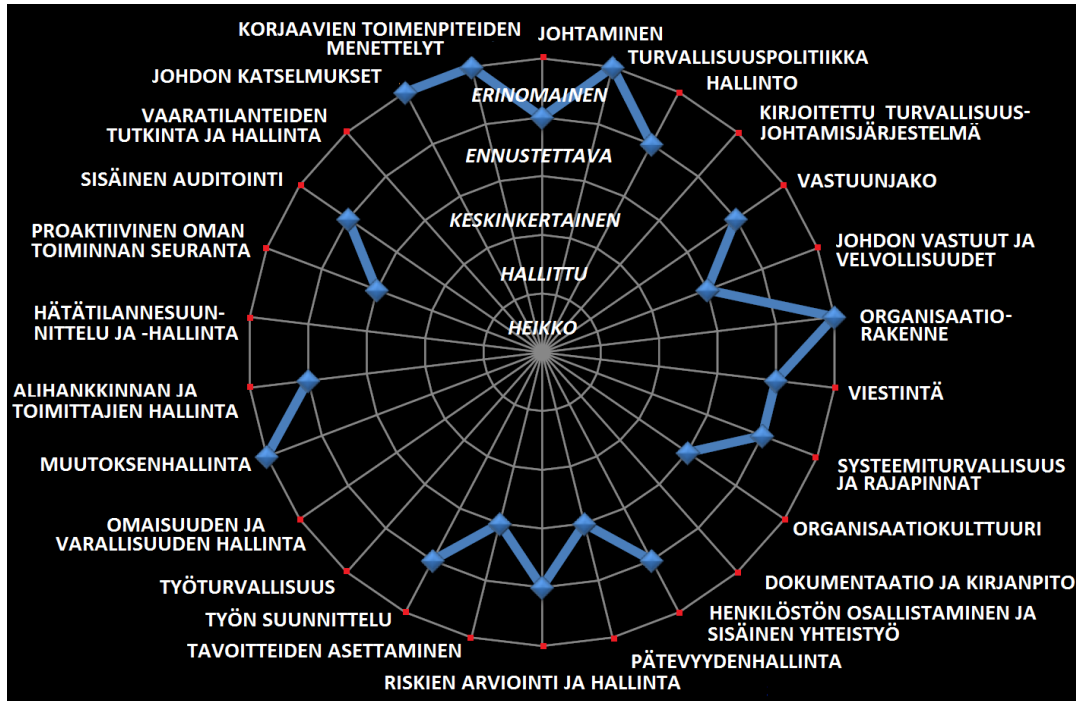 JOHTAMINEN
TURVALLISUUSPOLITIIKKA
HALLINTO
KIRJOITETTU TURVALLISUUS-
JOHTAMISJÄRJESTELMÄ
VASTUUNJAKO
JOHDON VASTUUT JA
VELVOLLISUUDET
ORGANISAATIO-
RAKENNE
VIESTINTÄ
SYSTEEMITURVALLISUUS
JA RAJAPINNAT
ORGANISAATIOKULTTUURI
DOKUMENTAATIO JA KIRJANPITO
HENKILÖSTÖN OSALLISTAMINEN JA
SISÄINEN YHTEISTYÖ
PÄTEVYYDENHALLINTA
RISKIEN ARVIOINTI JA HALLINTA
TAVOITTEIDEN ASETTAMINEN
TYÖN SUUNNITTELU
TYÖTURVALLISUUS
OMAISUUDEN JA
VARALLISUUDEN HALLINTA
MUUTOKSENHALLINTA
ALIHANKKINNAN JA
TOIMITTAJIEN HALLINTA
HÄTÄTILANNESUUN-
NITTELU JA -HALLINTA
PROAKTIIVINEN OMAN
TOIMINNAN SEURANTA
SISÄINEN AUDITOINTI
VAARATILANTEIDEN
TUTKINTA JA HALLINTA
JOHDON KATSELMUKSET
KORJAAVIEN TOIMENPITEIDEN
MENETTELYT
ERINOMAINEN
ENNUSTETTAVA
KESKINKERTAINEN
HALLITTU
HEIKKO